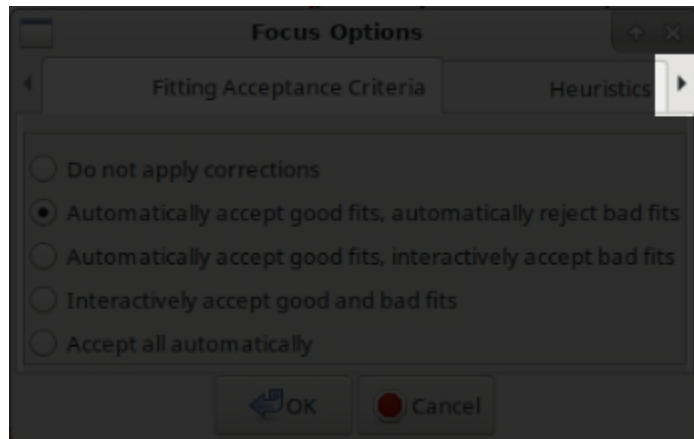 Focus Options
Fitting Acceptance Criteria Heuristics
Do not apply corrections
Automatically accept good fits, automatically reject bad fits
Automatically accept good fits, interactively accept bad fits
Interactively accept good and bad fits
Accept all automatically
OK Cancel